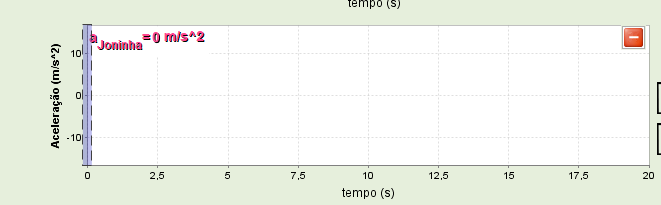 tempo (s)
a Joninha = 0 m/s^2
Aceleração (m/s^2)
10
0
-10
0 2,5 5 7,5 10 12,5 15 17,5 20
tempo (s)